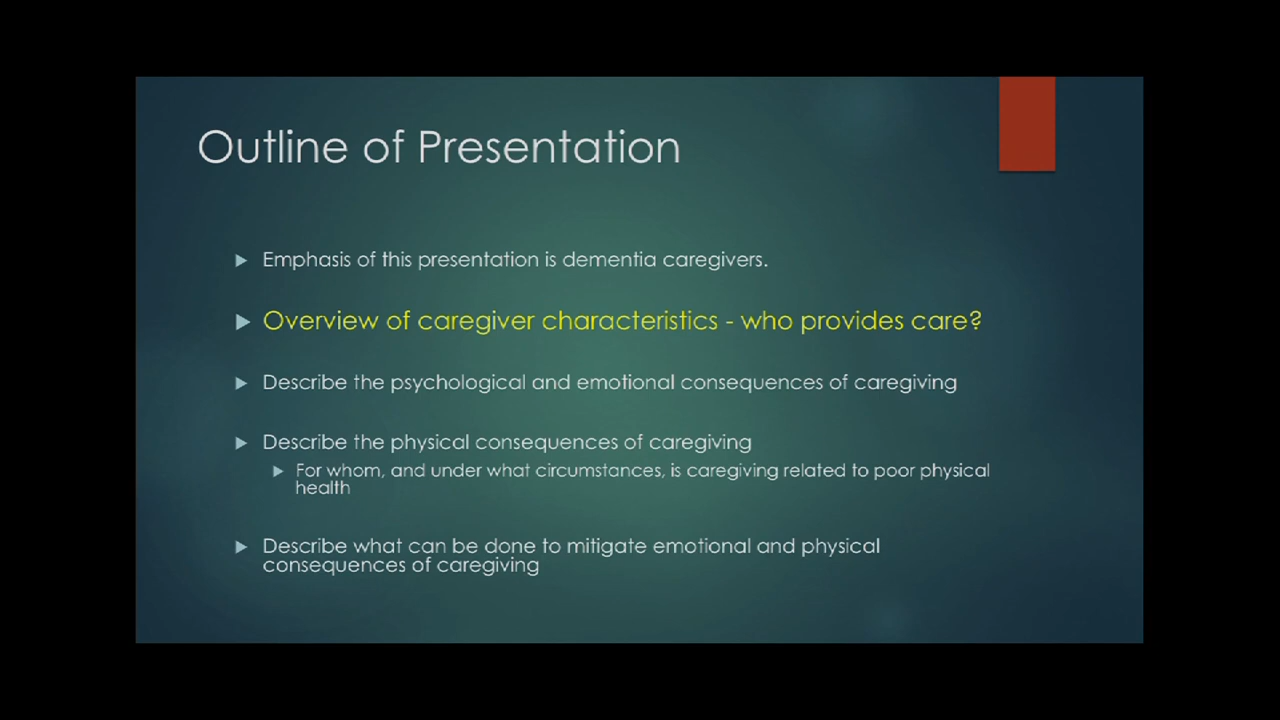 Outline of Presentation
Emphasis of this presentation is dementia caregivers.
Overview of caregiver characteristics - who provides care?
Describe the psychological and emotional consequences of caregiving
Describe the physical consequences of caregiving
For whom, and under what circumstances, is caregiving related to poor physical
health
Describe what can be done to mitigate emotional and physical
consequences of caregiving